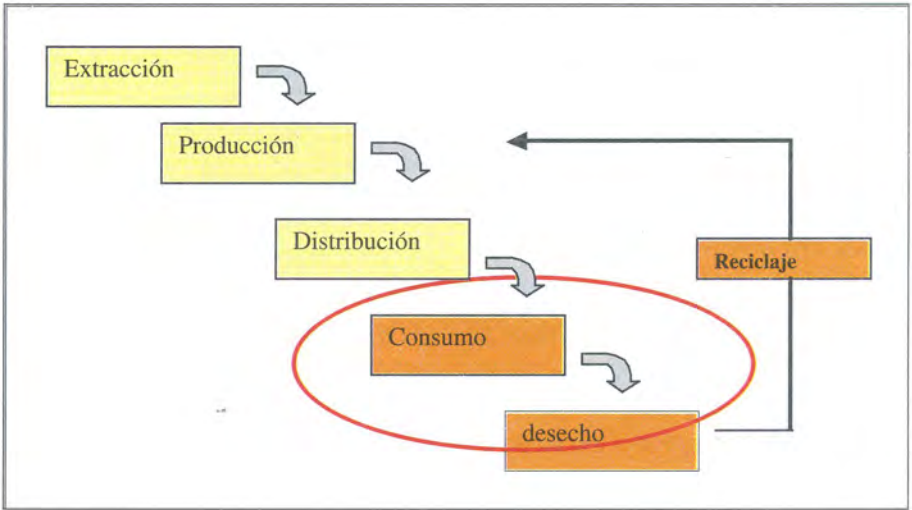 Extracción
Producción
Distribución
Reciclaje
Consumo
desecho